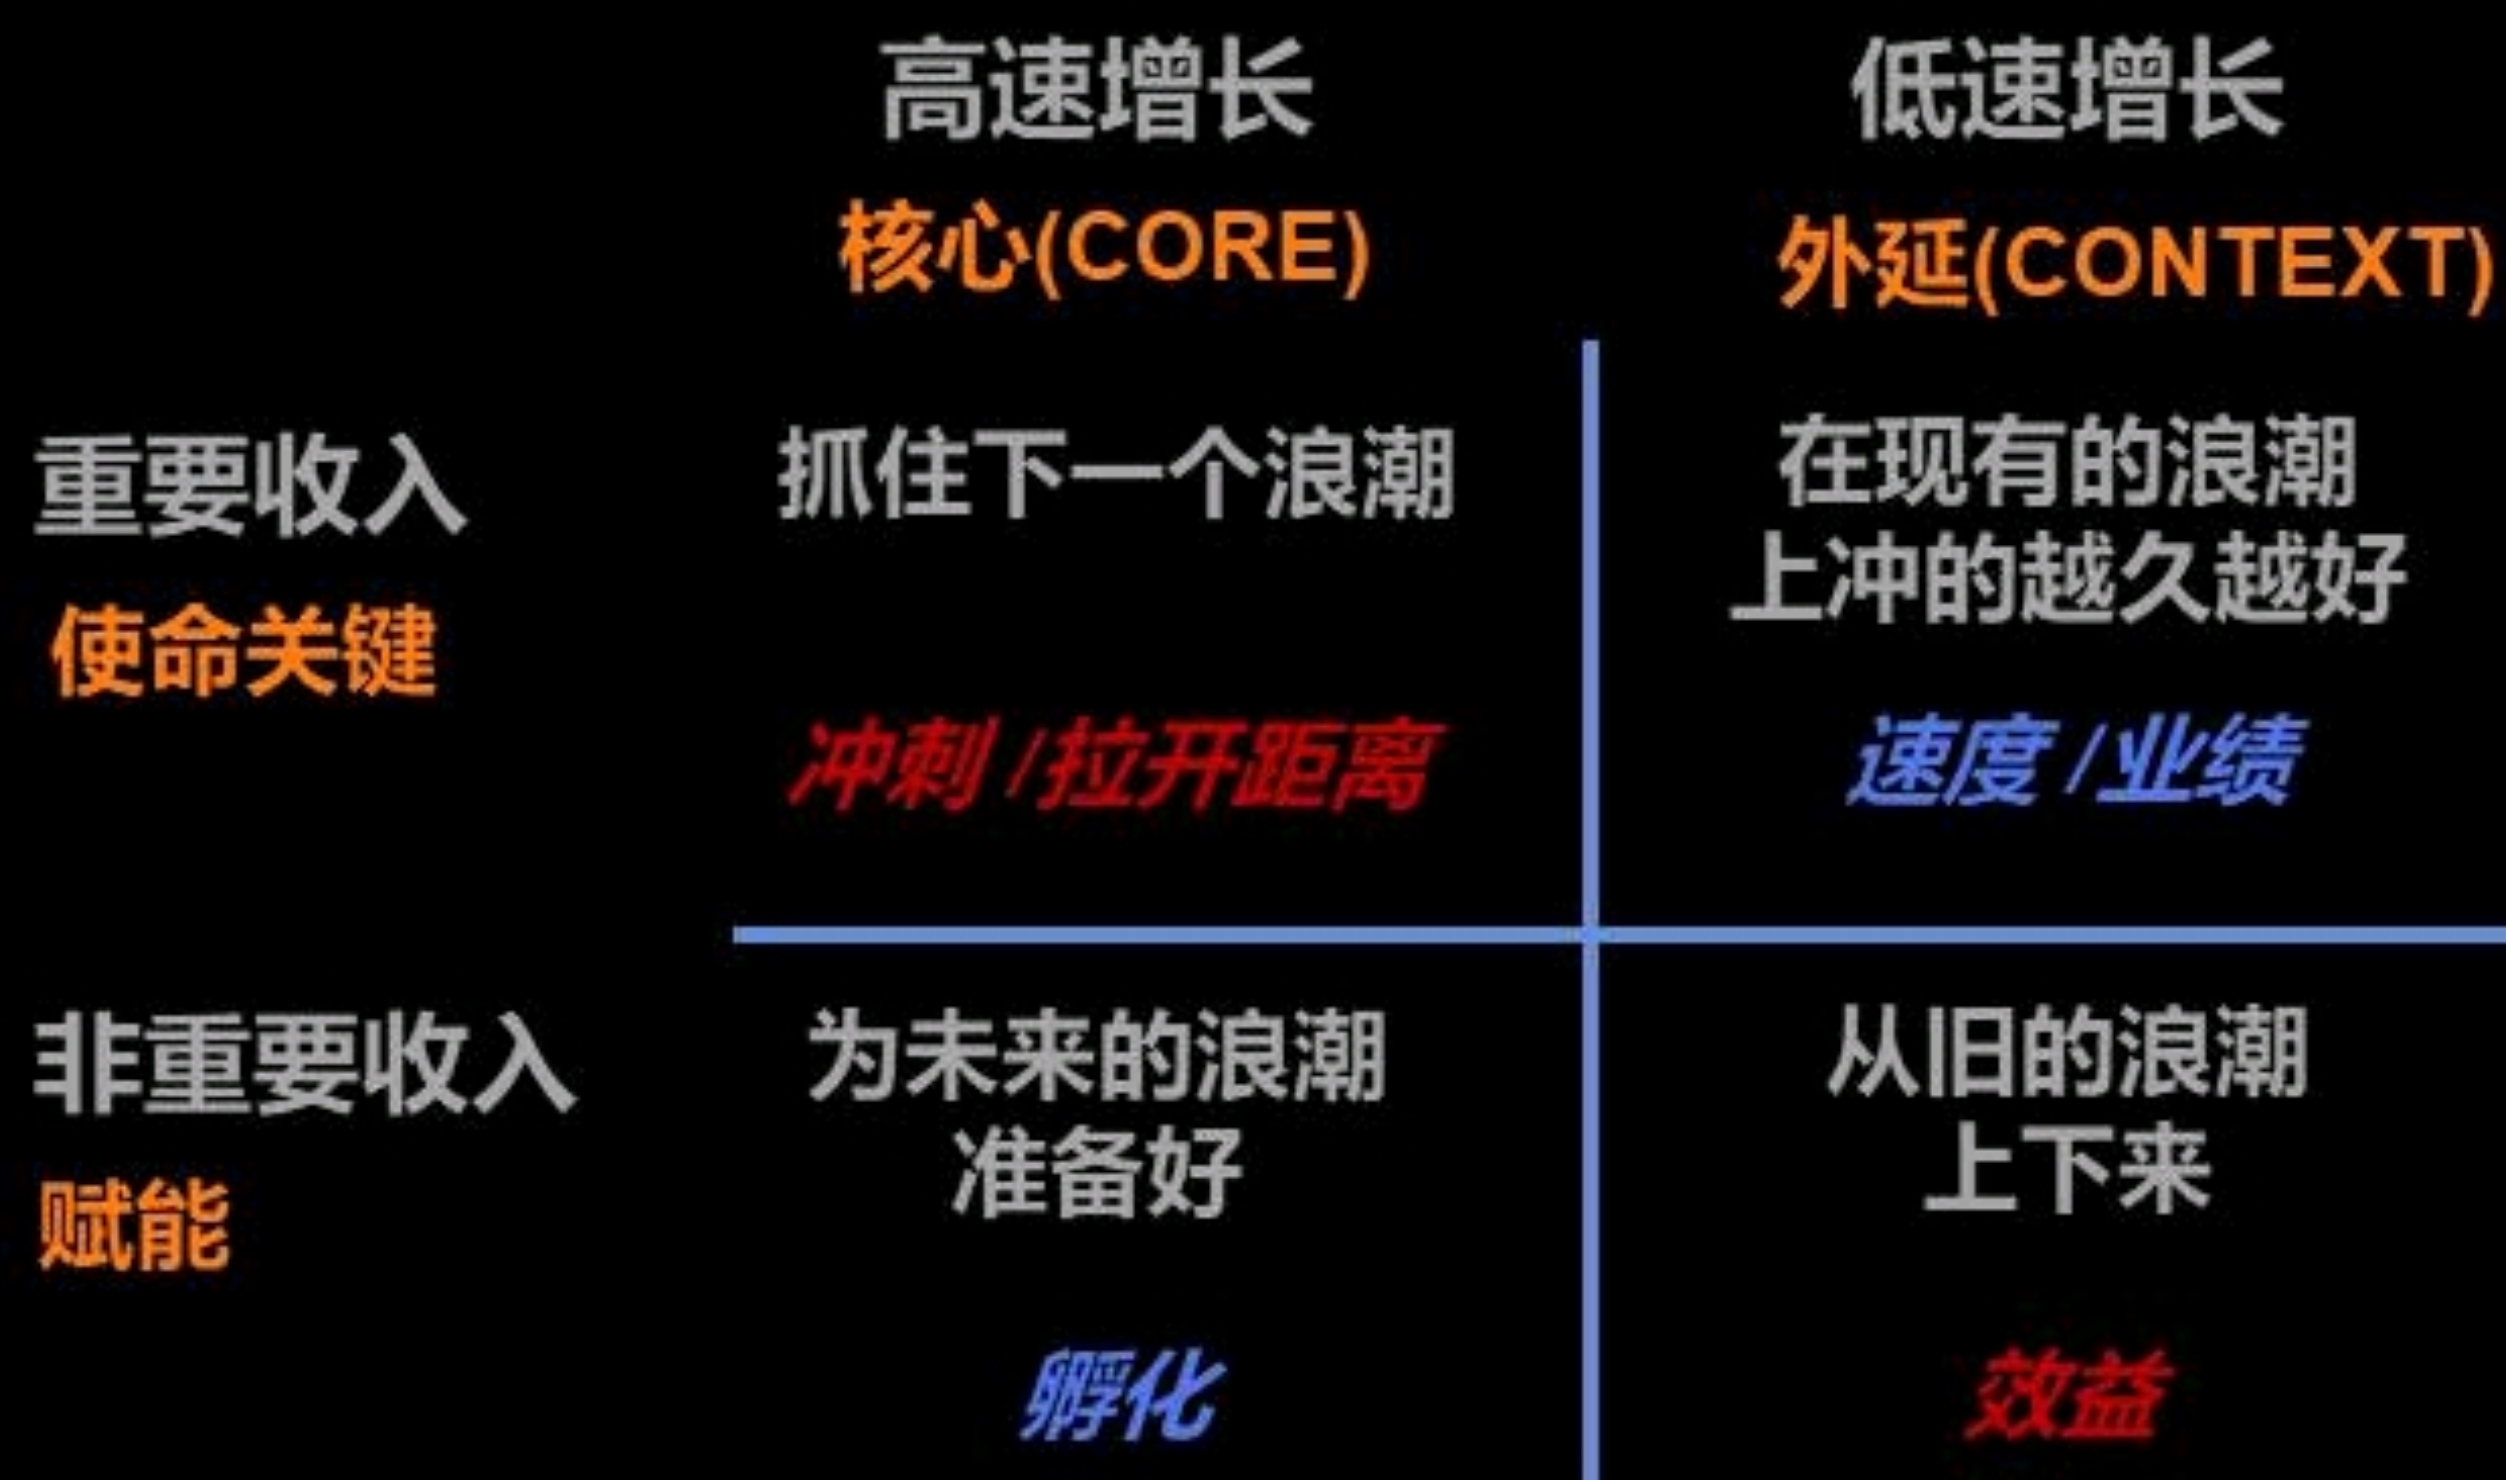 高速增长
低速增长
核心(CORE)
外延(CONTEXT)
重要收入
使命关键
抓住下一个浪潮
冲刺 /拉开距离
在现有的浪潮
上冲的越久越好
速度 /业绩
非重要收入
赋能
为未来的浪潮
准备好
孵化
从旧的浪潮
上下来
效益